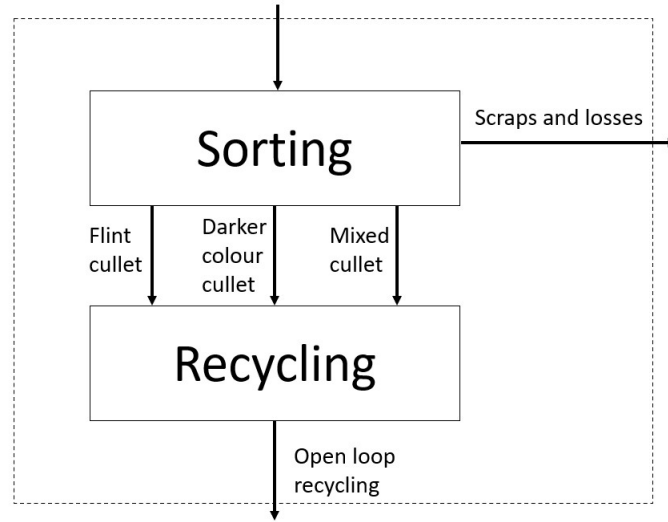 Sorting
Scraps and losses
Flint
cullet
Darker
colour
cullet
Mixed
cullet
Recycling
Open loop
recycling